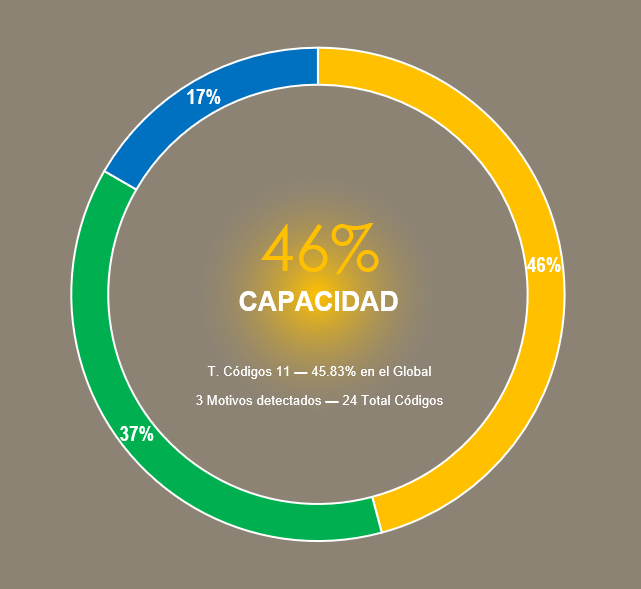 17%
46%
46%
CAPACIDAD
T. Códigos 11 — 45.83% en el Global
3 Motivos detectados — 24 Total Códigos
37%